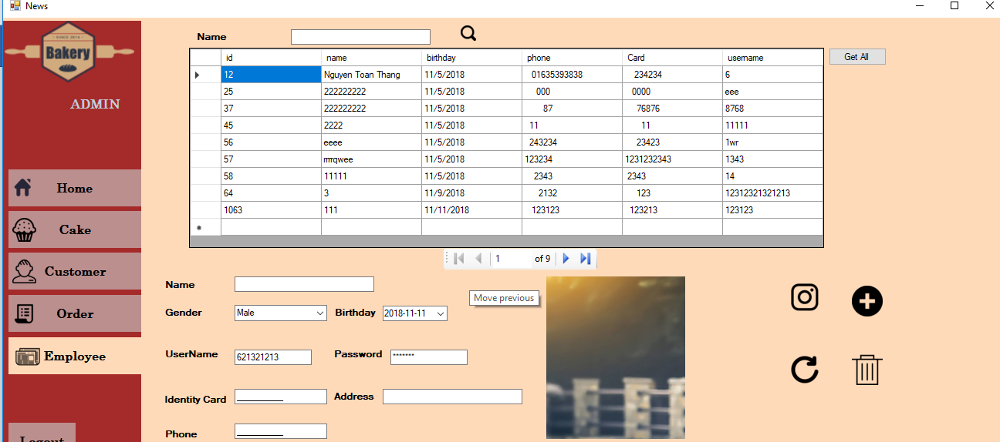 News
SINCE 2018
Bakery
ADMIN
Home
Cake
Customer
Order
Employee
Logout
Name
Get All
id name birthday phone Card username
12 Nguyen Toan Thang 11/5/2018 01635393838 234234 6
25 222222222 11/5/2018 000 0000 eee
37 222222222 11/5/2018 87 76876 8768
45 2222 11/5/2018 11 11 11111
56 eeee 11/5/2018 243234 23423 1wr
57 rrrrqwee 11/5/2018 123234 1231232343 1343
58 11111 11/5/2018 2343 2343 14
64 3 11/9/2018 2132 123 12312321321213
1063 111 11/11/2018 123123 123213 123123
*
1 of 9
Move previous
Name
Gender Male Birthday 2018-11-11
UserName 621321213 Password *******
Identity Card ___________ Address
Phone ___________